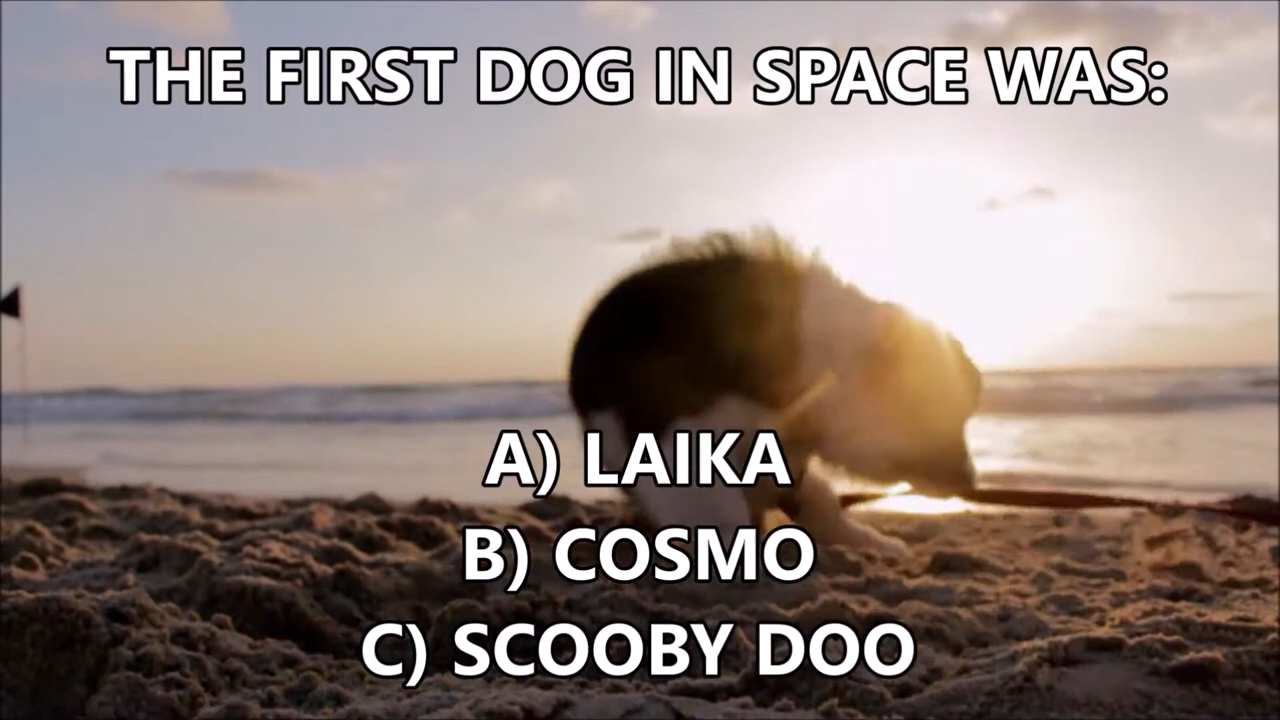 THE FIRST DOG IN SPACE WAS:
A) LAIKA
B) COSMO
C) SCOOBY DOO